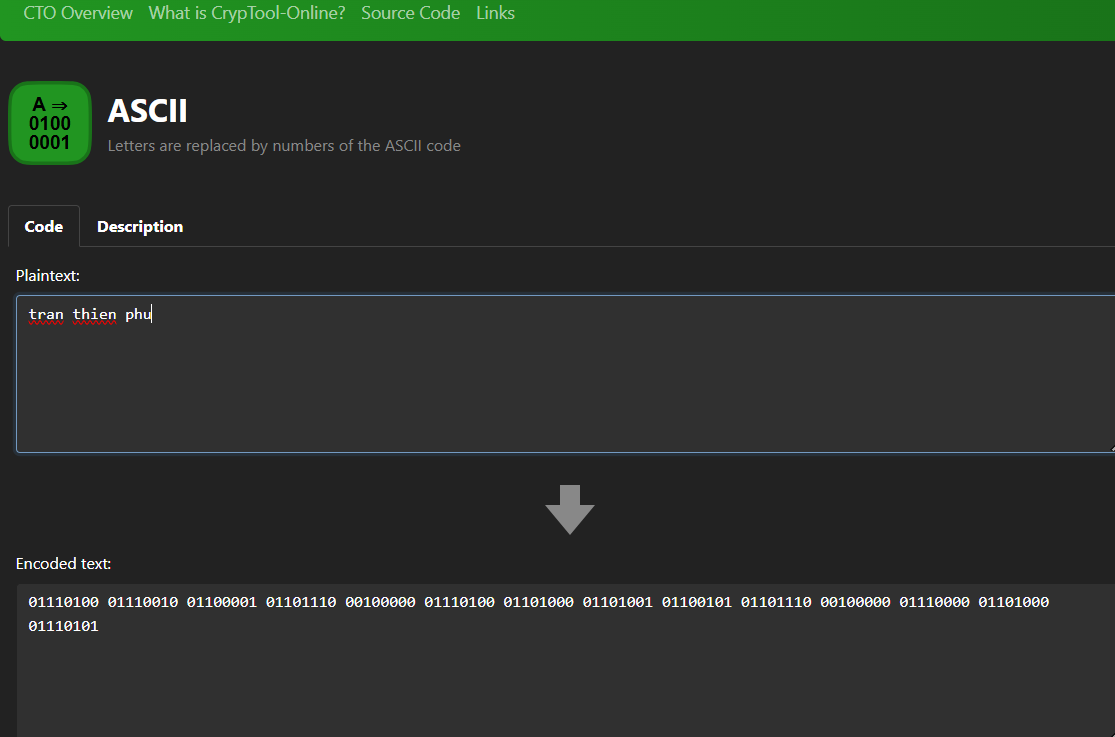 CTO Overview What is CrypTool-Online? Source Code Links
A ⇒
0100
0001
ASCII
Letters are replaced by numbers of the ASCII code
Code Description
Plaintext:
tran thien phu
Encoded text:
01110100 01110010 01100001 01101110 00100000 01110100 01101000 01101001 01100101 01101110 00100000 01110000 01101000
01110101